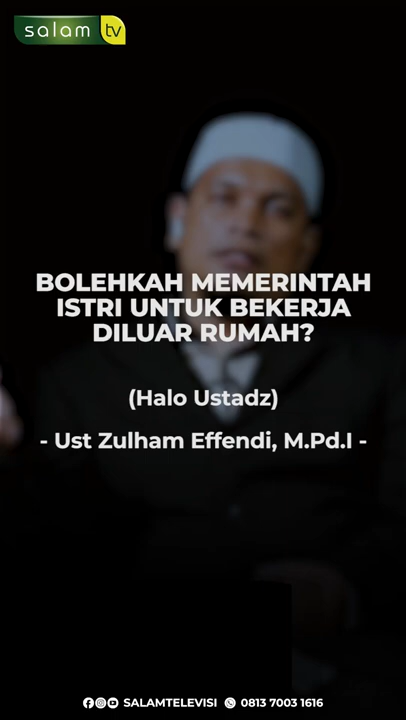 salam tv
BOLEHKAH MEMERINTAH
ISTRI UNTUK BEKERJA
DILUAR RUMAH?
(Halo Ustadz)
- Ust Zulham Effendi, M.Pd.I -
SALAMTELEVISI 0813 7003 1616